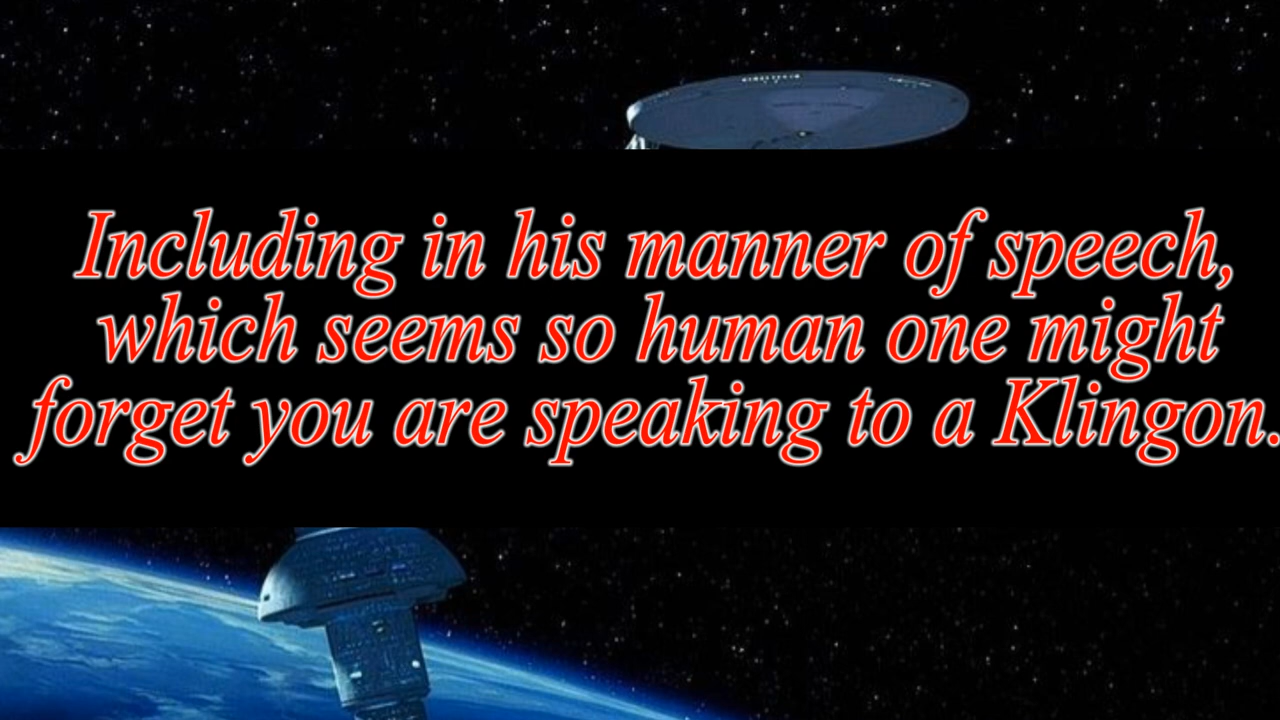 Including in his manner of speech,
which seems so human one might
forget you are speaking to a Klingon.